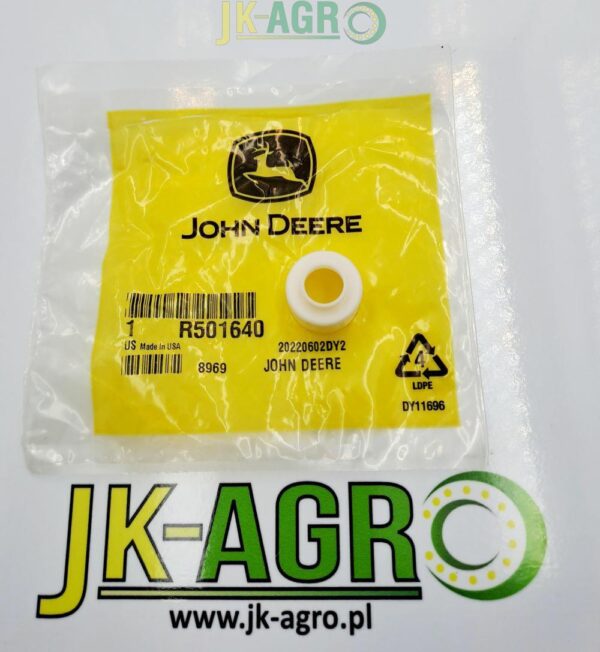 JK-AGRO
JOHN DEERE
1 R501640
US Made in USA
20220602DY2
8969 JOHN DEERE
4
LDPE
DY11696
JK-AGRO
www.jk-agro.pl